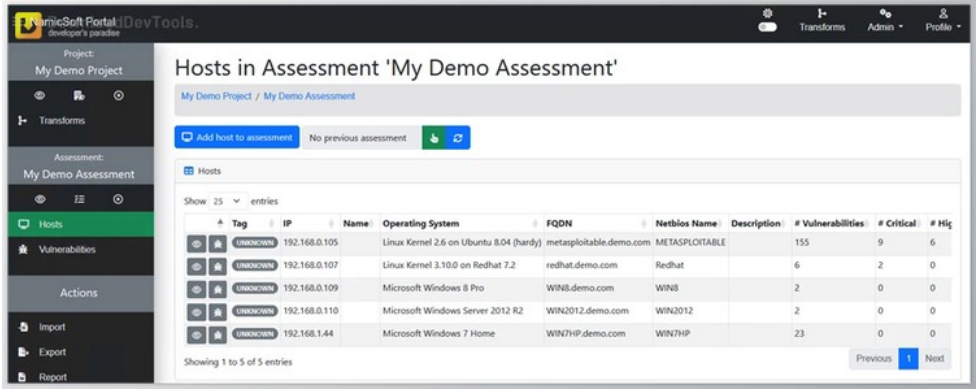 NamicSoft Portal
developer's paradise
DevTools.
Transforms
Admin
Profile
Project:
My Demo Project
Transforms
Assessment:
My Demo Assessment
Hosts
Vulnerabilities
Actions
Import
Export
Report
Hosts in Assessment 'My Demo Assessment'
My Demo Project / My Demo Assessment
Add host to assessment No previous assessment
Hosts
Show 25 entries
Tag IP Name Operating System FQDN Netbios Name Description # Vulnerabilities # Critical # Hig
UNKNOWN 192.168.0.105 Linux Kernel 2.6 on Ubuntu 8.04 (hardy) metasploitable.demo.com METASPLOITABLE 155 9 6
UNKNOWN 192.168.0.107 Linux Kernel 3.10.0 on Redhat 7.2 redhat.demo.com Redhat 6 2 0
UNKNOWN 192.168.0.109 Microsoft Windows 8 Pro WIN8.demo.com WIN8 2 0 0
UNKNOWN 192.168.0.110 Microsoft Windows Server 2012 R2 WIN2012.demo.com WIN2012 2 0 0
UNKNOWN 192.168.1.44 Microsoft Windows 7 Home WIN7HP.demo.com WIN7HP 23 0 0
Showing 1 to 5 of 5 entries
Previous 1 Next